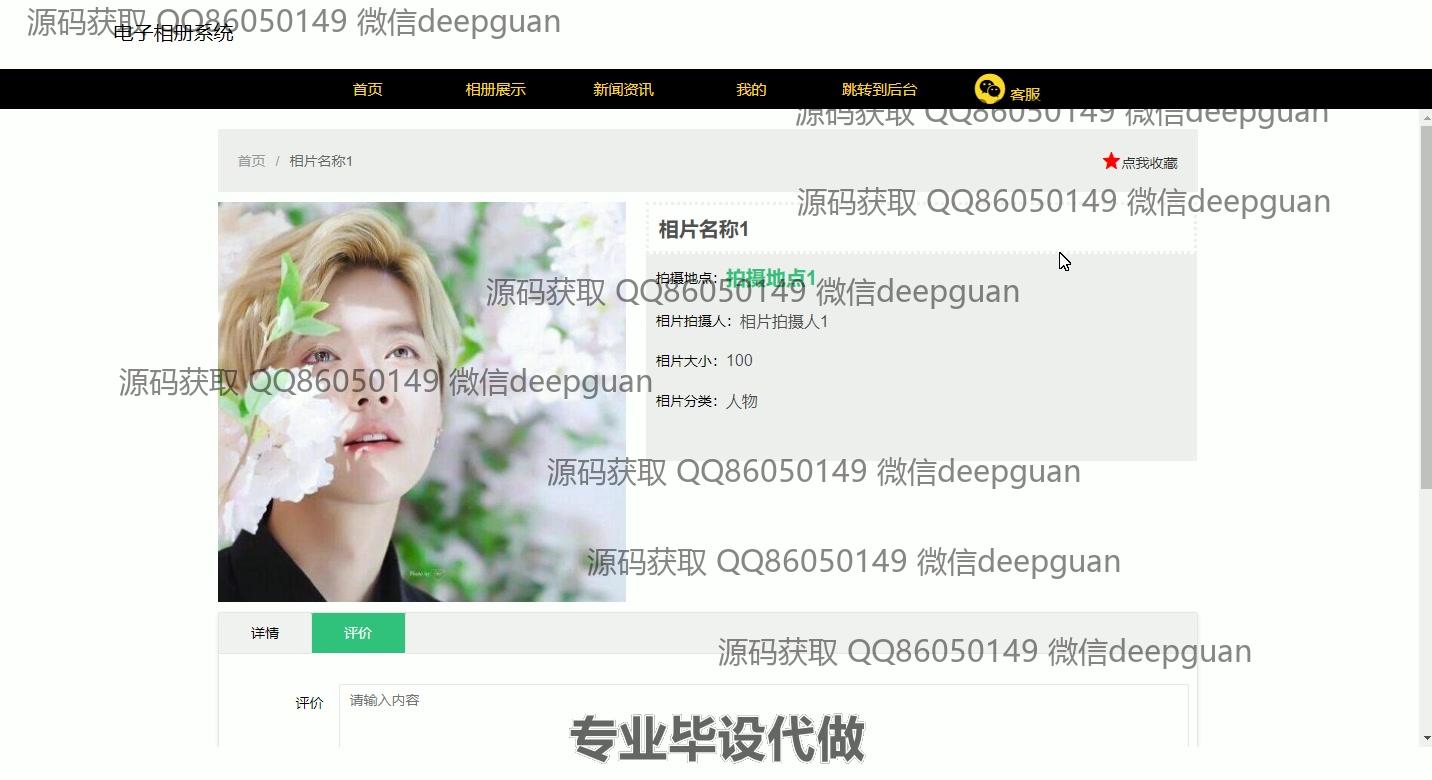 源码获取 QQ86050149 微信deepguan
电子相册系统
首页 相册展示 新闻资讯 我的 跳转到后台 客服
源码获取 QQ86050149 微信deepguan
首页 / 相片名称1 点我收藏
源码获取 QQ86050149 微信deepguan
相片名称1
拍摄地点：拍摄地点1
源码获取 QQ86050149 微信deepguan
相片拍摄人：相片拍摄人1
相片大小：100
源码获取 QQ86050149 微信deepguan
相片分类：人物
源码获取 QQ86050149 微信deepguan
源码获取 QQ86050149 微信deepguan
详情 评价
源码获取 QQ86050149 微信deepguan
评价 请输入内容
专业毕设代做